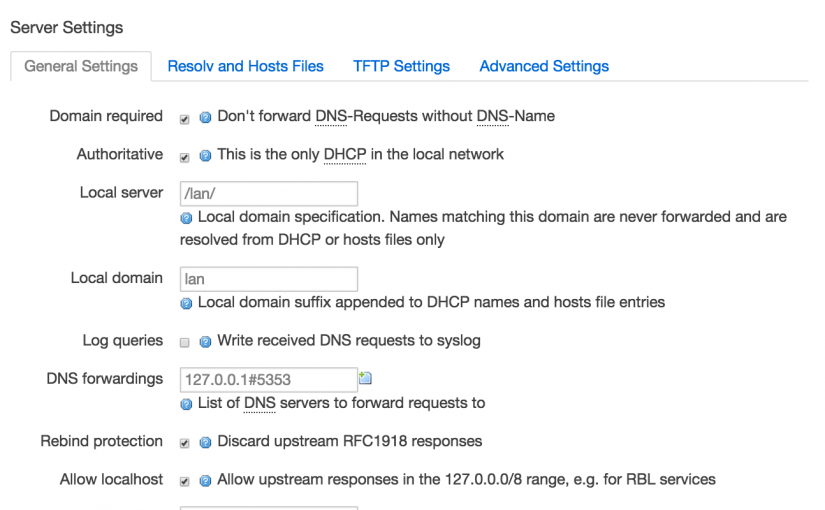 Server Settings
General Settings Resolv and Hosts Files TFTP Settings Advanced Settings
Domain required Don't forward DNS-Requests without DNS-Name
Authoritative This is the only DHCP in the local network
Local server /lan/
Local domain specification. Names matching this domain are never forwarded and are
resolved from DHCP or hosts files only
Local domain lan
Local domain suffix appended to DHCP names and hosts file entries
Log queries Write received DNS requests to syslog
DNS forwardings 127.0.0.1#5353
List of DNS servers to forward requests to
Rebind protection Discard upstream RFC1918 responses
Allow localhost Allow upstream responses in the 127.0.0.0/8 range, e.g. for RBL services